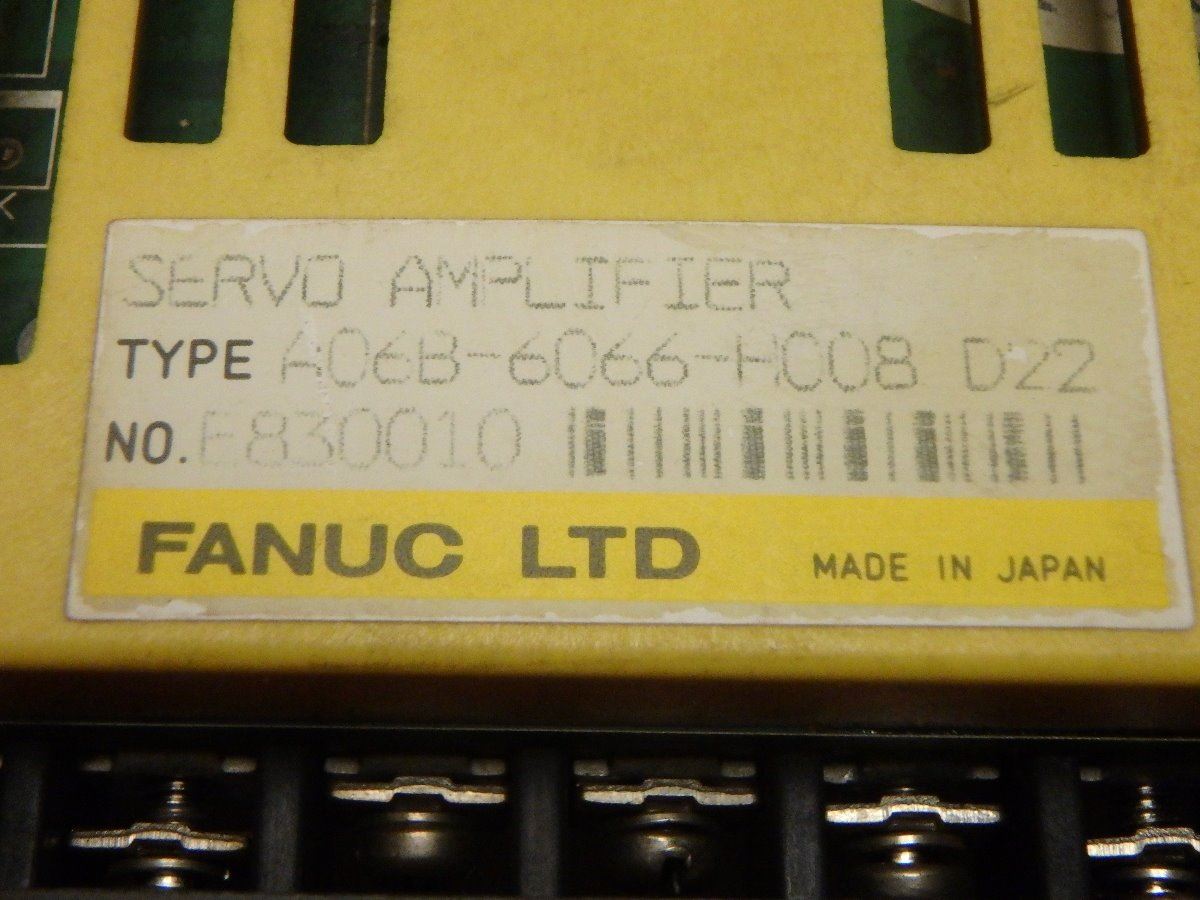 SERVO AMPLIFIER
TYPE A06B-6066-H008 D22
NO. E830010
FANUC LTD MADE IN JAPAN